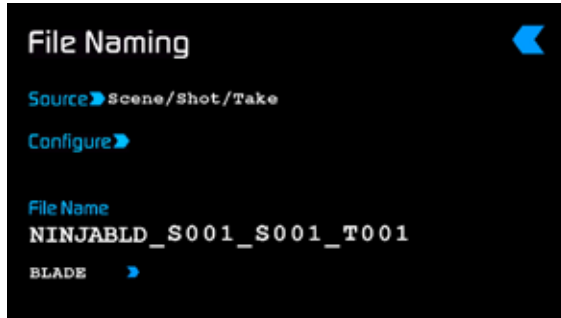 File Naming
Source Scene/Shot/Take
Configure
File Name
NINJABLD_S001_S001_T001
BLADE